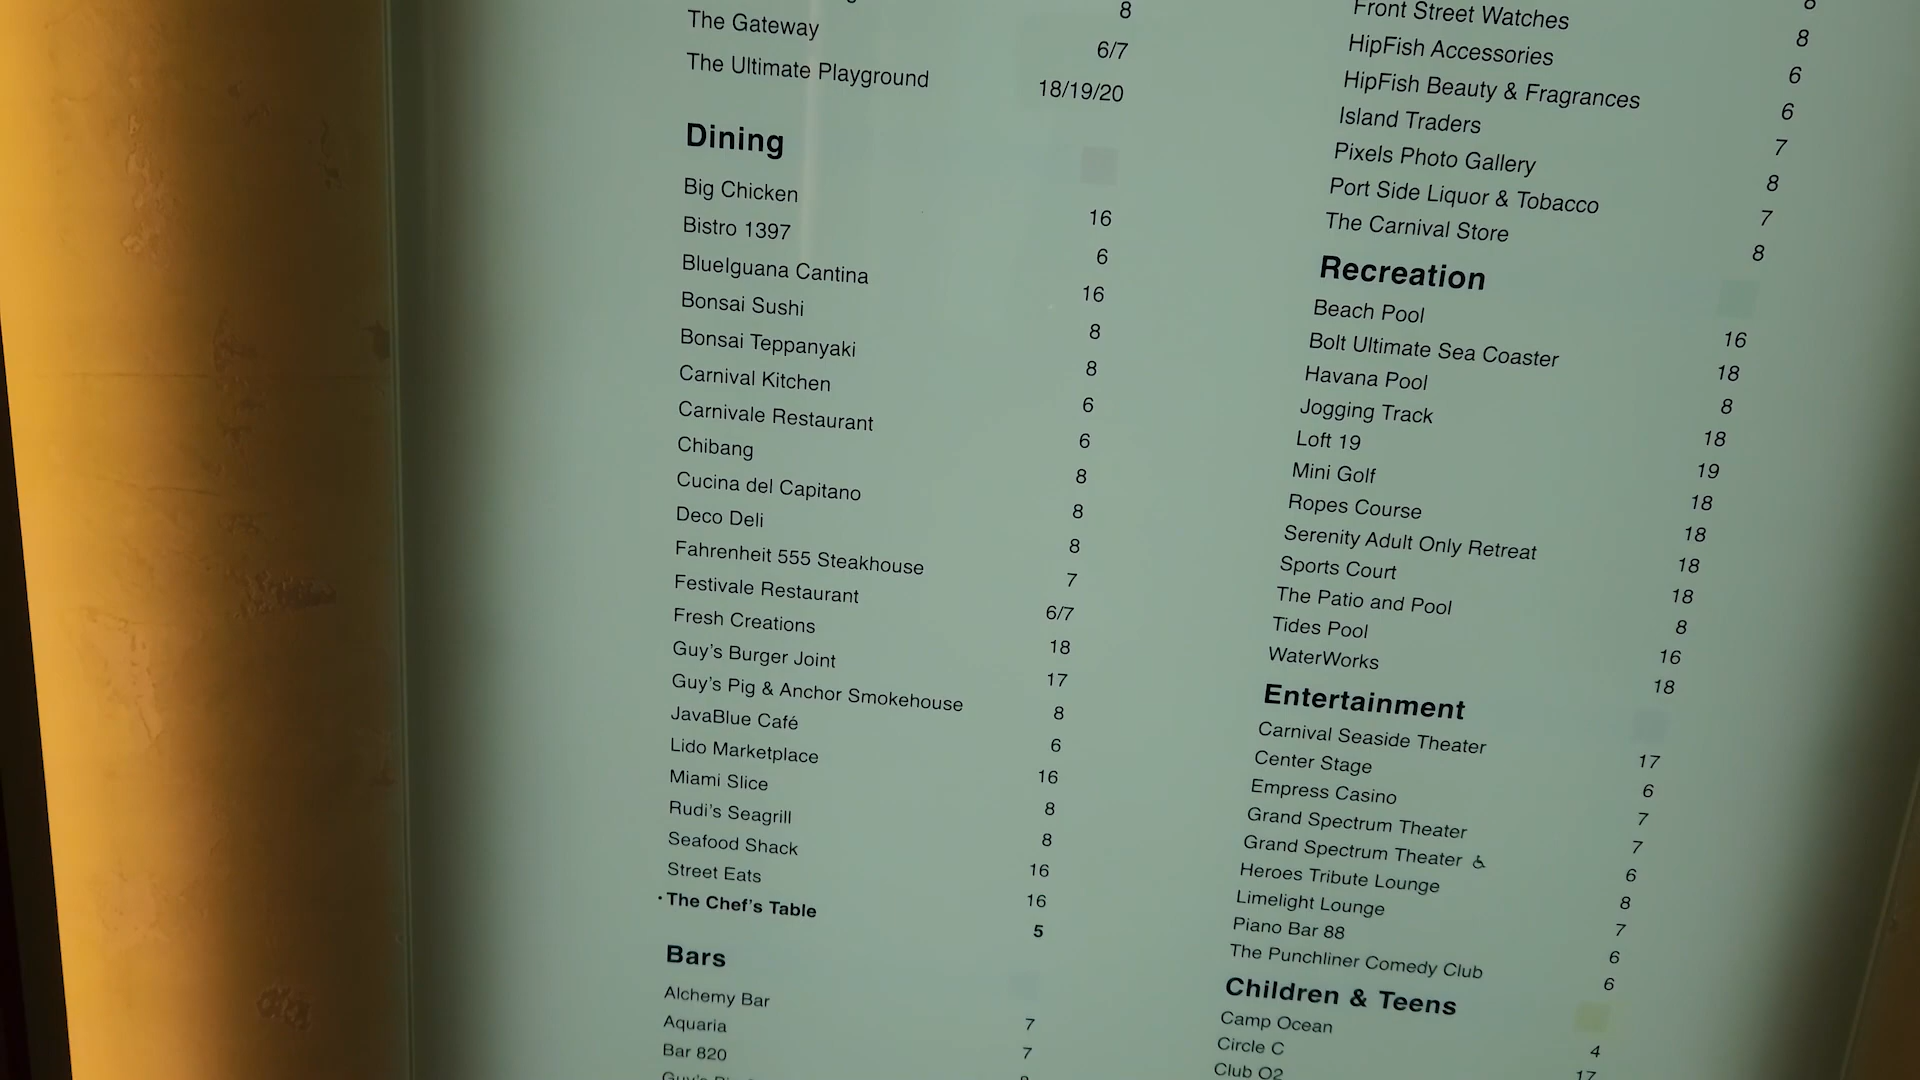 8
The Gateway 6/7
The Ultimate Playground 18/19/20
Dining
Big Chicken 16
Bistro 1397 6
BlueIguana Cantina 16
Bonsai Sushi 8
Bonsai Teppanyaki 8
Carnival Kitchen 6
Carnivale Restaurant 6
Chibang 8
Cucina del Capitano 8
Deco Deli 8
Fahrenheit 555 Steakhouse 7
Festivale Restaurant 6/7
Fresh Creations 18
Guy's Burger Joint 17
Guy's Pig & Anchor Smokehouse 8
JavaBlue Café 6
Lido Marketplace 16
Miami Slice 8
Rudi's Seagrill 8
Seafood Shack 16
Street Eats 16
· The Chef's Table 5
Bars
Alchemy Bar 7
Aquaria 7
Bar 820
Front Street Watches 8
HipFish Accessories 6
HipFish Beauty & Fragrances 6
Island Traders 7
Pixels Photo Gallery 8
Port Side Liquor & Tobacco 7
The Carnival Store 8
Recreation
Beach Pool 16
Bolt Ultimate Sea Coaster 18
Havana Pool 8
Jogging Track 18
Loft 19 19
Mini Golf 18
Ropes Course 18
Serenity Adult Only Retreat 18
Sports Court 18
The Patio and Pool 8
Tides Pool 16
WaterWorks 18
Entertainment
Carnival Seaside Theater 17
Center Stage 6
Empress Casino 7
Grand Spectrum Theater 7
Grand Spectrum Theater ♿ 6
Heroes Tribute Lounge 8
Limelight Lounge 7
Piano Bar 88 6
The Punchliner Comedy Club 6
Children & Teens
Camp Ocean 4
Circle C 17
Club O2